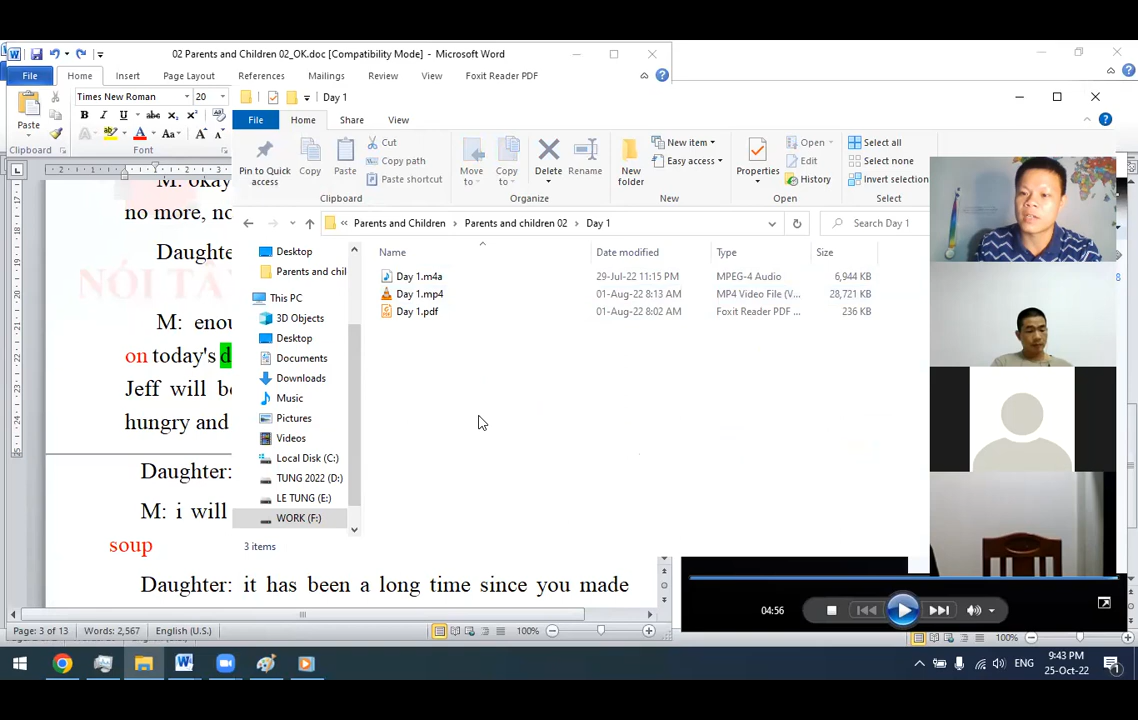 02 Parents and Children 02_OK.doc [Compatibility Mode] - Microsoft Word
File Home Insert Page Layout References Mailings Review View Foxit Reader PDF
Times New Roman 20
Paste
B I U abc x₂ x²
A Aa A A
Clipboard Font
Day 1
File Home Share View
Pin to Quick access
Copy
Paste
Cut
Copy path
Paste shortcut
Move to
Copy to
Delete
Rename
New folder
New item
Easy access
Properties
Open
Edit
History
Select all
Select none
Invert selection
Clipboard Organize New Open Select
Parents and Children Parents and children 02 Day 1
Search Day 1
Name Date modified Type Size
Day 1.m4a 29-Jul-22 11:15 PM MPEG-4 Audio 6,944 KB
Day 1.mp4 01-Aug-22 8:13 AM MP4 Video File (V... 28,721 KB
Day 1.pdf 01-Aug-22 8:02 AM Foxit Reader PDF ... 236 KB
Desktop
Parents and chil
This PC
3D Objects
Desktop
Documents
Downloads
Music
Pictures
Videos
Local Disk (C:)
TUNG 2022 (D:)
LE TUNG (E:)
WORK (F:)
3 items
M: okay
no more, no
Daughter
NÓI TẤ
M: enou
on today's d
Jeff will be
hungry and
Daughter:
M: i will
soup
Daughter: it has been a long time since you made
04:56
Page: 3 of 13 Words: 2,567 English (U.S.) 100%
100%
ENG
9:43 PM
25-Oct-22
1